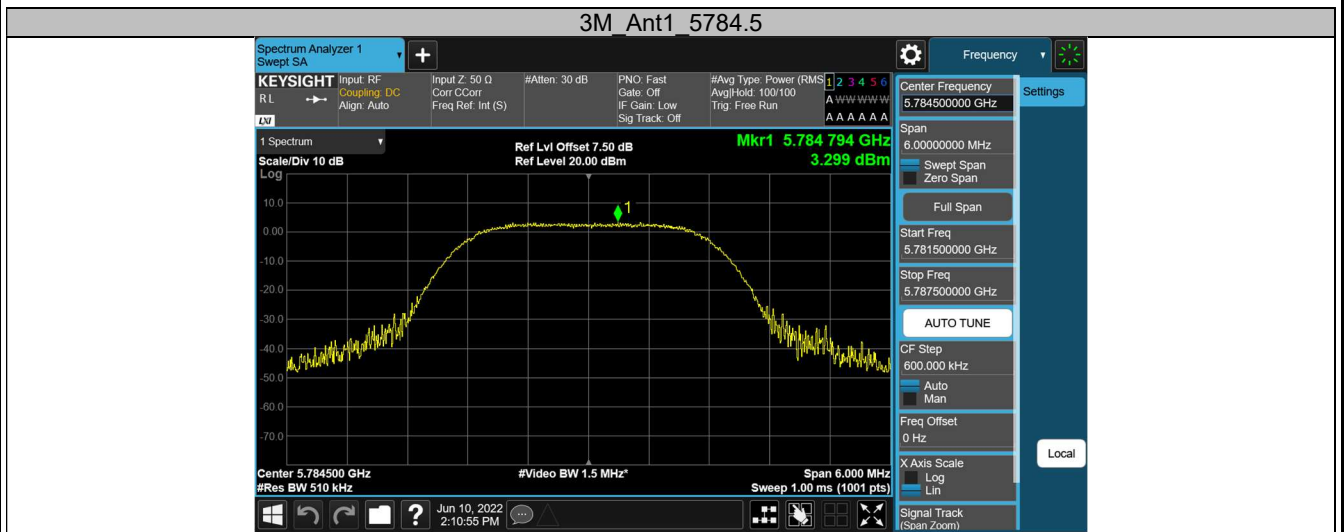 3M_Ant1_5784.5
Spectrum Analyzer 1
Swept SA
+
Frequency
KEYSIGHT
RL
LXI
Input: RF
Coupling: DC
Align: Auto
Input Z: 50 Ω
Corr CCorr
Freq Ref: Int (S)
#Atten: 30 dB
PNO: Fast
Gate: Off
IF Gain: Low
Sig Track: Off
#Avg Type: Power (RMS
Avg|Hold: 100/100
Trig: Free Run
1 2 3 4 5 6
A W W W W W
A A A A A A
1 Spectrum
Scale/Div 10 dB
Log
Ref Lvl Offset 7.50 dB
Ref Level 20.00 dBm
Mkr1 5.784 794 GHz
3.299 dBm
10.0
0.00
-10.0
-20.0
-30.0
-40.0
-50.0
-60.0
-70.0
1
Center 5.784500 GHz
#Res BW 510 kHz
#Video BW 1.5 MHz*
Span 6.000 MHz
Sweep 1.00 ms (1001 pts)
Center Frequency
5.784500000 GHz
Span
6.00000000 MHz
Swept Span
Zero Span
Full Span
Start Freq
5.781500000 GHz
Stop Freq
5.787500000 GHz
AUTO TUNE
CF Step
600.000 kHz
Auto
Man
Freq Offset
0 Hz
X Axis Scale
Log
Lin
Signal Track
(Span Zoom)
Settings
Local
?
Jun 10, 2022
2:10:55 PM